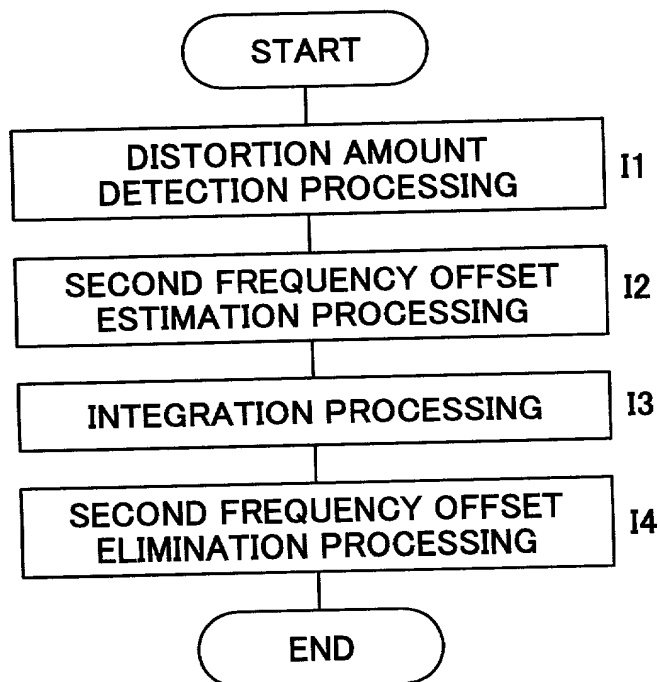 START
DISTORTION AMOUNT
DETECTION PROCESSING
I1
SECOND FREQUENCY OFFSET
ESTIMATION PROCESSING
I2
INTEGRATION PROCESSING
I3
SECOND FREQUENCY OFFSET
ELIMINATION PROCESSING
I4
END